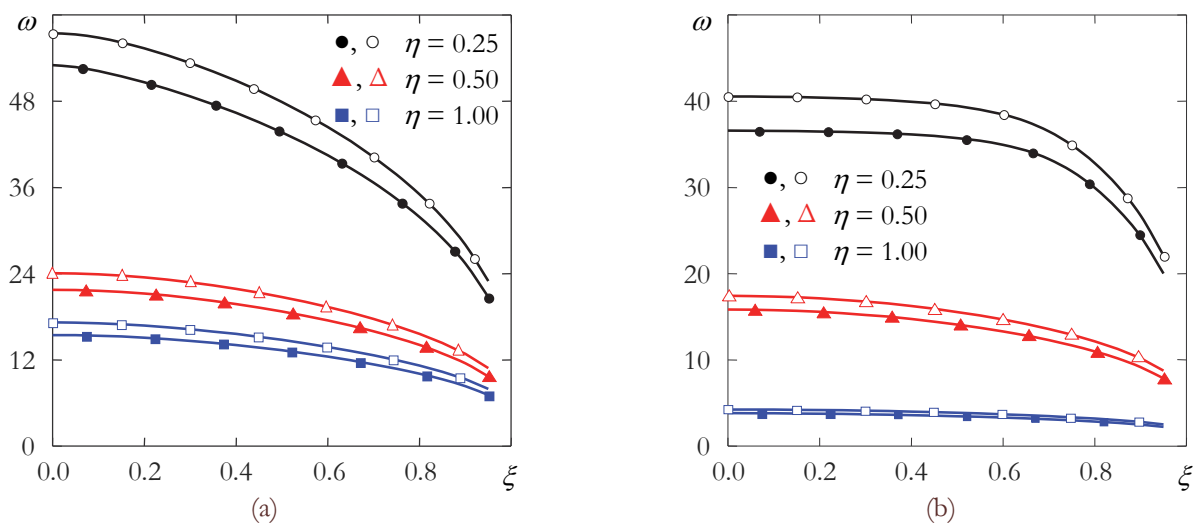 ω
48
36
24
12
0
0.0 0.2 0.4 0.6 0.8 ξ
●, ○ η = 0.25
▲, △ η = 0.50
■, □ η = 1.00
(a)
ω
40
30
20
10
0
0.0 0.2 0.4 0.6 0.8 ξ
●, ○ η = 0.25
▲, △ η = 0.50
■, □ η = 1.00
(b)